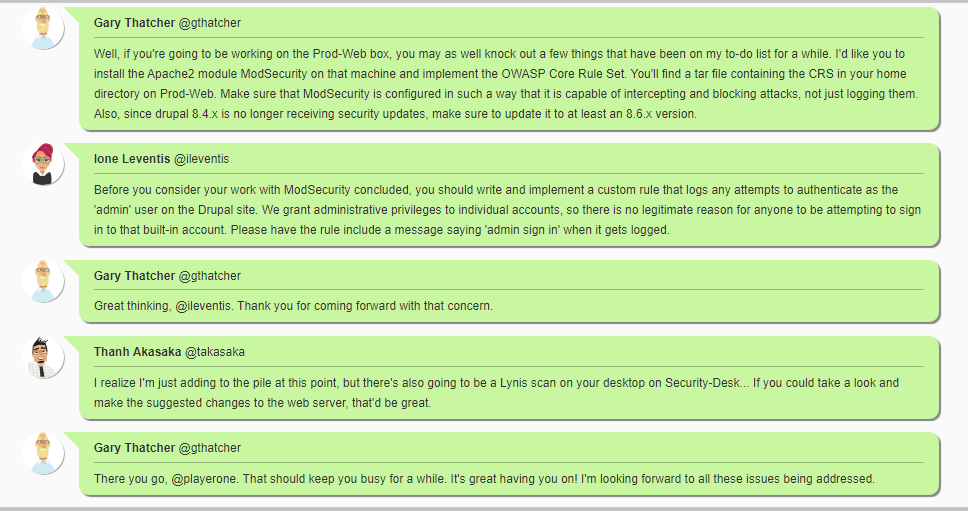 Gary Thatcher @gthatcher
Well, if you're going to be working on the Prod-Web box, you may as well knock out a few things that have been on my to-do list for a while. I'd like you to
install the Apache2 module ModSecurity on that machine and implement the OWASP Core Rule Set. You'll find a tar file containing the CRS in your home
directory on Prod-Web. Make sure that ModSecurity is configured in such a way that it is capable of intercepting and blocking attacks, not just logging them.
Also, since drupal 8.4.x is no longer receiving security updates, make sure to update it to at least an 8.6.x version.
Ione Leventis @ileventis
Before you consider your work with ModSecurity concluded, you should write and implement a custom rule that logs any attempts to authenticate as the
'admin' user on the Drupal site. We grant administrative privileges to individual accounts, so there is no legitimate reason for anyone to be attempting to sign
in to that built-in account. Please have the rule include a message saying 'admin sign in' when it gets logged.
Gary Thatcher @gthatcher
Great thinking, @ileventis. Thank you for coming forward with that concern.
Thanh Akasaka @takasaka
I realize I'm just adding to the pile at this point, but there's also going to be a Lynis scan on your desktop on Security-Desk... If you could take a look and
make the suggested changes to the web server, that'd be great.
Gary Thatcher @gthatcher
There you go, @playerone. That should keep you busy for a while. It's great having you on! I'm looking forward to all these issues being addressed.